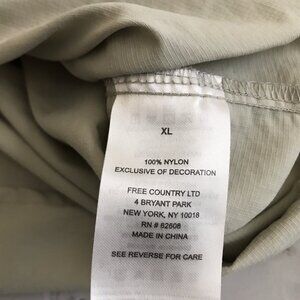 XL
100% NYLON
EXCLUSIVE OF DECORATION
FREE COUNTRY LTD
4 BRYANT PARK
NEW YORK, NY 10018
RN # 82608
MADE IN CHINA
SEE REVERSE FOR CARE